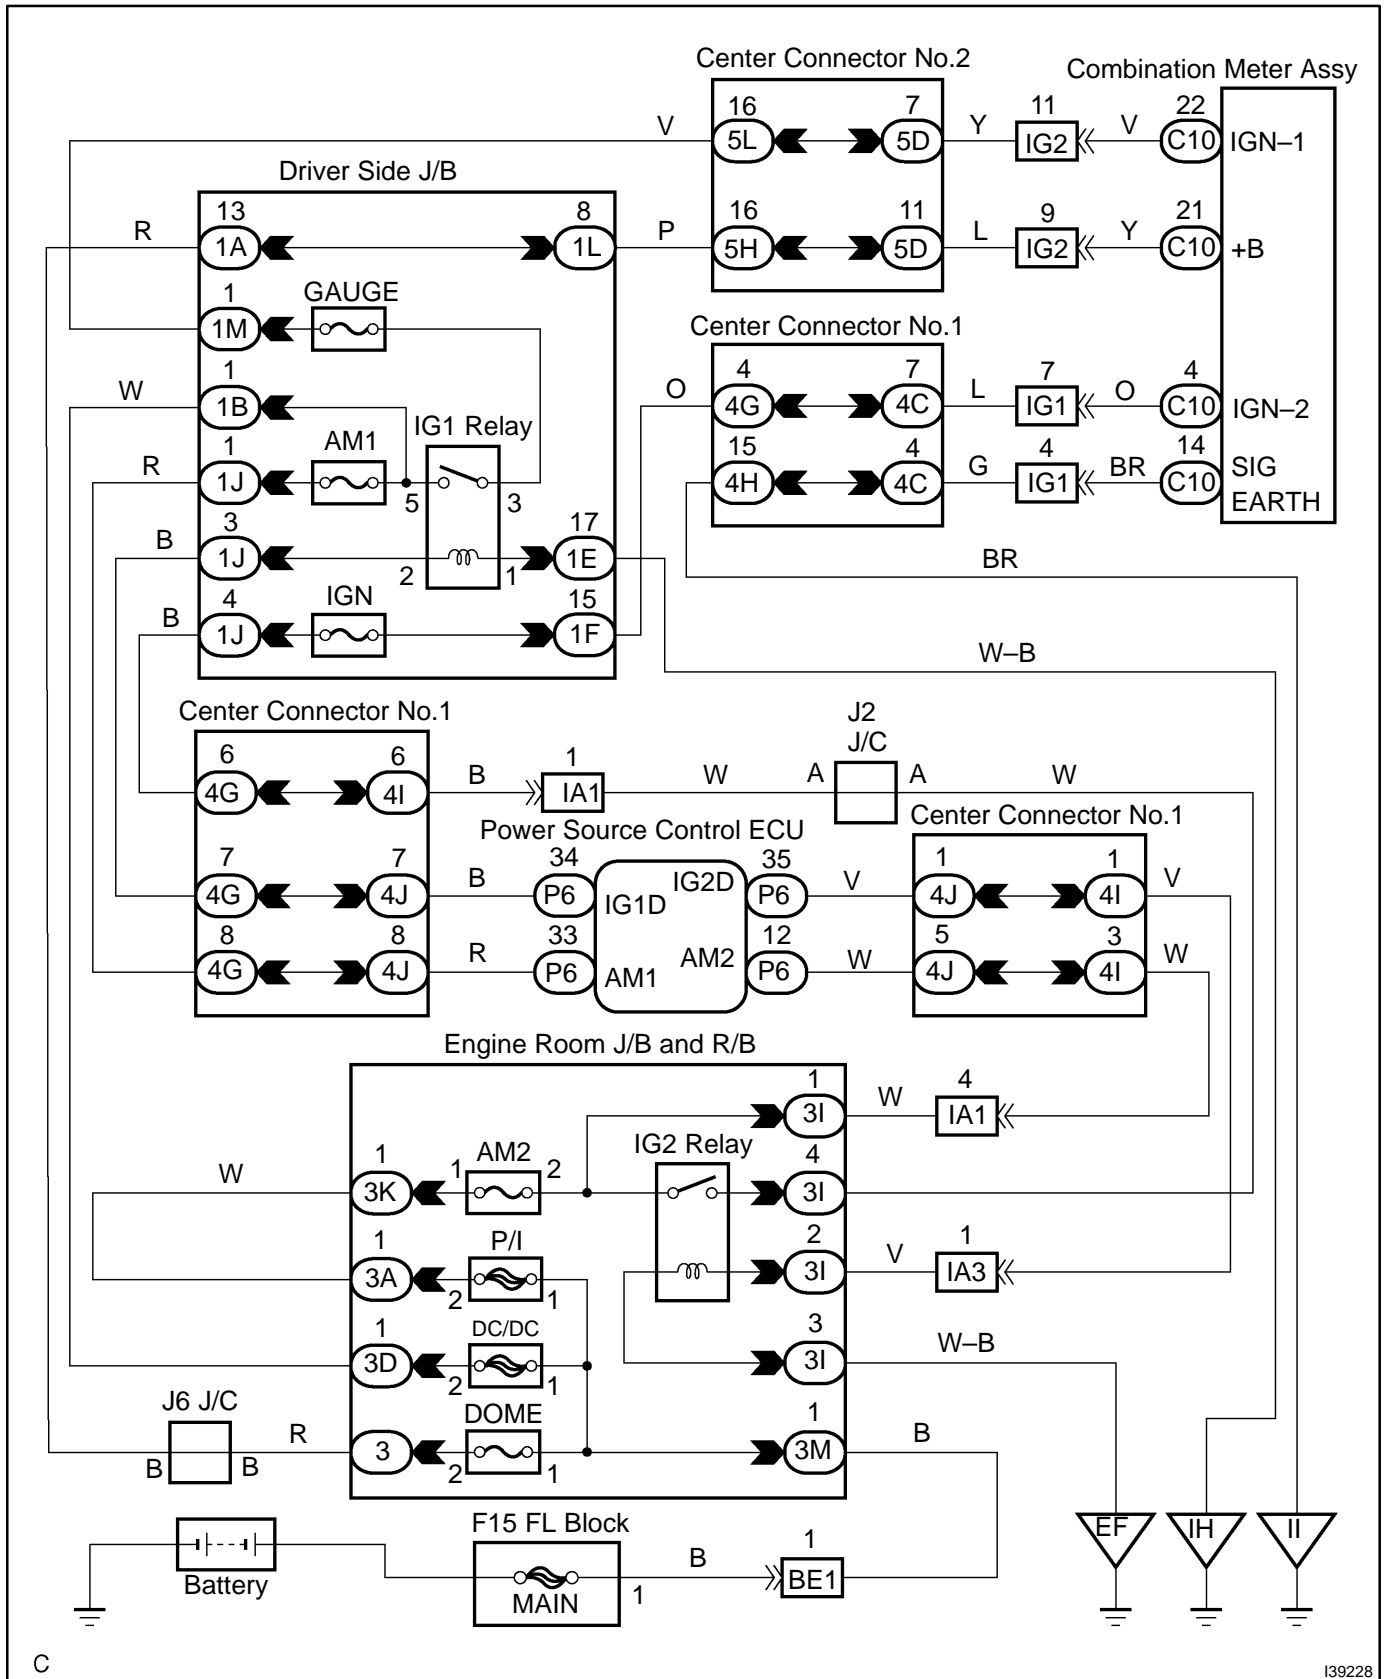 Center Connector No.2
Combination Meter Assy
16 7 11 22
V 5L 5D Y IG2 V C10 IGN–1
Driver Side J/B
13 8 16 11 9 21
R 1A 1L P 5H 5D L IG2 Y C10 +B
1 GAUGE
1M
Center Connector No.1
1 4 7 7 4
W 1B O 4G 4C L IG1 O C10 IGN–2
AM1 IG1 Relay
1 15 4 4 14
R 1J 5 3 4H 4C G IG1 BR C10 SIG
EARTH
3 17
B 1J 2 1 1E
BR
4 IGN 15
B 1J 1F
W–B
Center Connector No.1
J2
J/C
6 6 1
4G 4I B IA1 W A A W
Power Source Control ECU
Center Connector No.1
7 7 34 35 1 1
4G 4J B P6 IG1D IG2D P6 V 4J 4I V
8 8 33 12 5 3
4G 4J R P6 AM1 AM2 P6 W 4J 4I W
Engine Room J/B and R/B
1 4
3I W IA1
1 1 AM2 2 IG2 Relay 4
W 3K 3I
1 P/I 2 1
3A 2 1 3I V IA3
1 DC/DC 3
3D 2 1 3I W–B
J6 J/C DOME 1
B B R 3 2 1 3M B
F15 FL Block
Battery MAIN 1 B 1 BE1
EF IH II
C
I39228